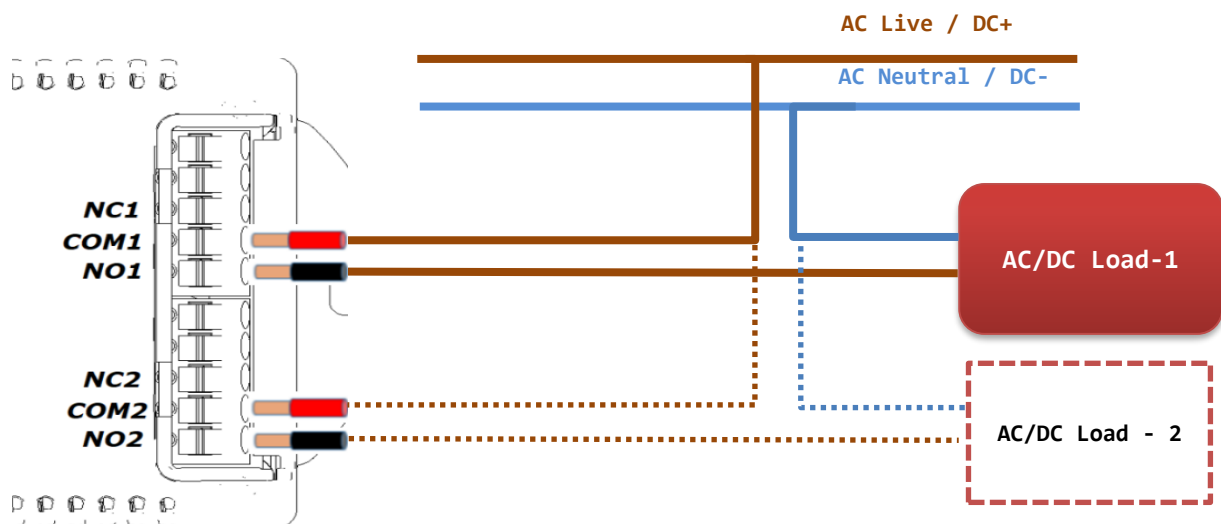 AC Live / DC+
AC Neutral / DC-
NC1
COM1
NO1
AC/DC Load-1
NC2
COM2
NO2
AC/DC Load - 2